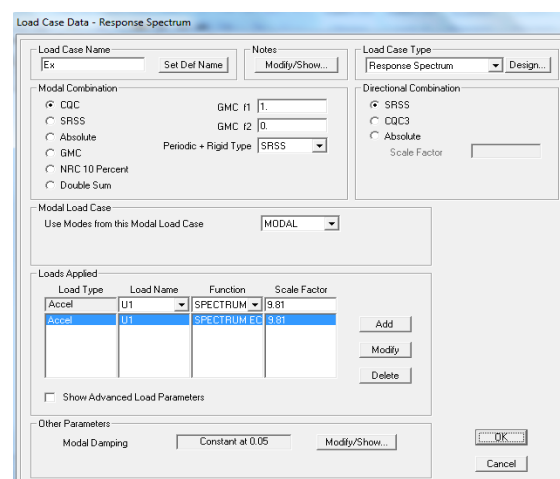 Load Case Data - Response Spectrum
Load Case Name
Ex
Set Def Name
Notes
Modify/Show...
Load Case Type
Response Spectrum
Design...
Modal Combination
CQC
SRSS
Absolute
GMC
NRC 10 Percent
Double Sum
GMC f1
1.
GMC f2
0.
Periodic + Rigid Type
SRSS
Directional Combination
SRSS
CQC3
Absolute
Scale Factor
Modal Load Case
Use Modes from this Modal Load Case
MODAL
Loads Applied
Load Type Load Name Function Scale Factor
Accel U1 SPECTRUM 9.81
Accel U1 SPECTRUM EC 9.81
Add
Modify
Delete
Show Advanced Load Parameters
Other Parameters
Modal Damping
Constant at 0.05
Modify/Show...
OK
Cancel